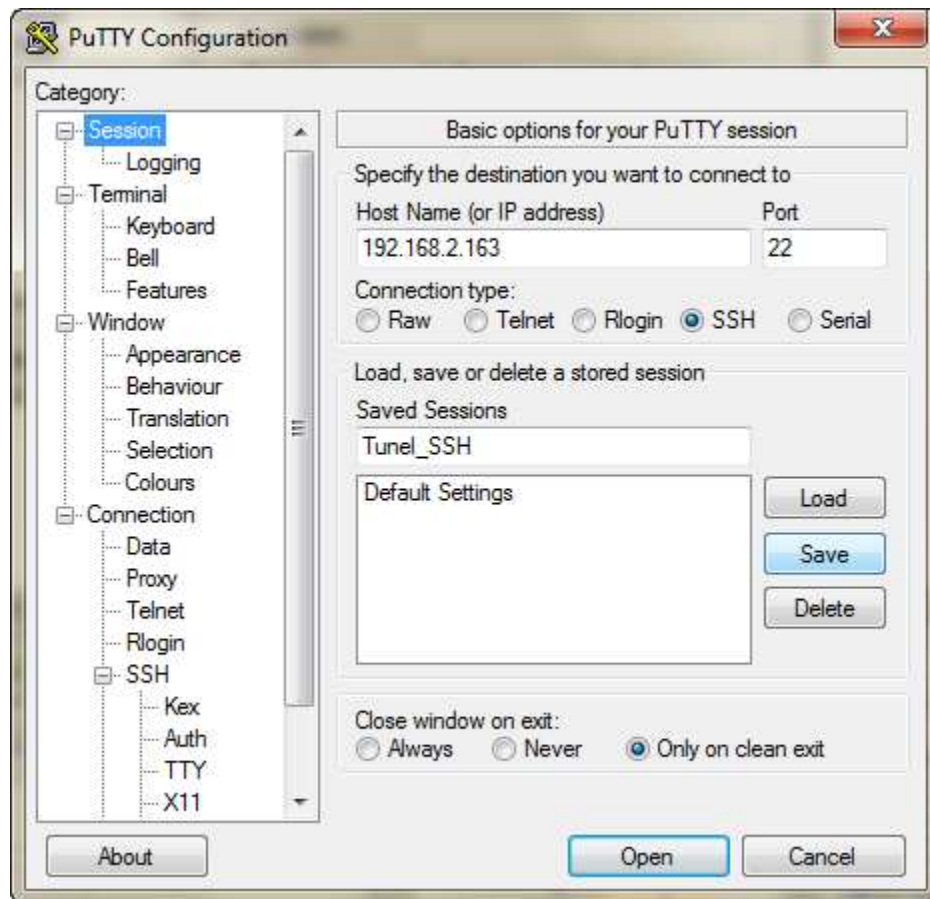 PuTTY Configuration
Category:
Session
Logging
Terminal
Keyboard
Bell
Features
Window
Appearance
Behaviour
Translation
Selection
Colours
Connection
Data
Proxy
Telnet
Rlogin
SSH
Kex
Auth
TTY
X11
Basic options for your PuTTY session
Specify the destination you want to connect to
Host Name (or IP address) Port
192.168.2.163 22
Connection type:
Raw Telnet Rlogin SSH Serial
Load, save or delete a stored session
Saved Sessions
Tunel_SSH
Default Settings
Load
Save
Delete
Close window on exit:
Always Never Only on clean exit
About Open Cancel